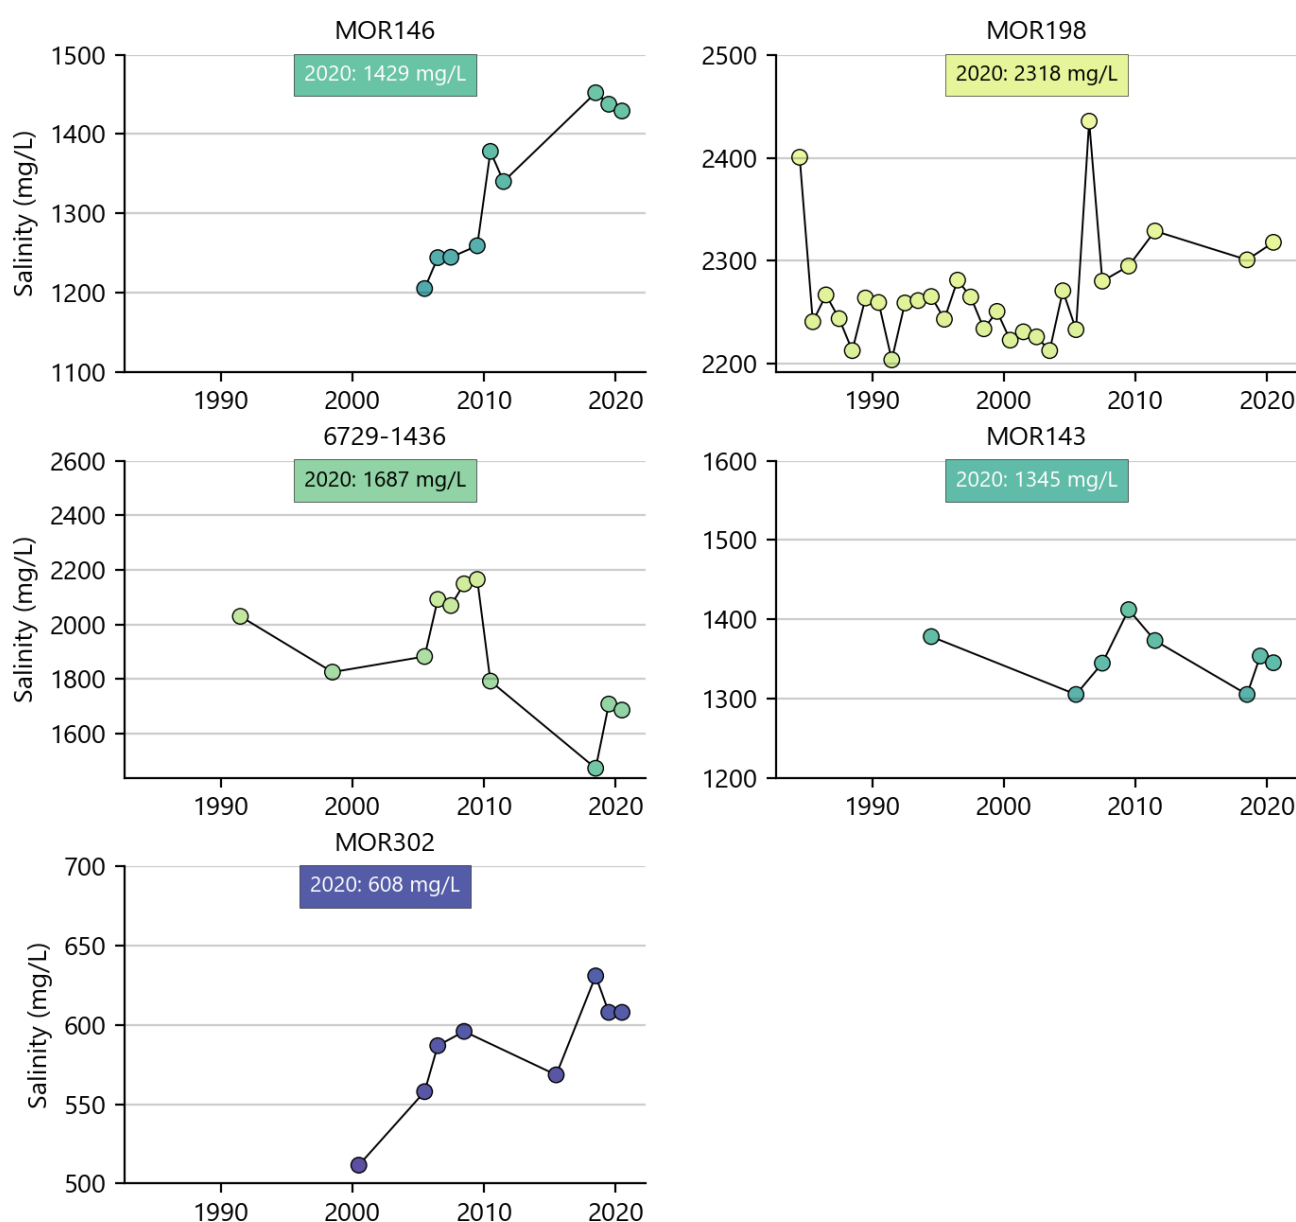 MOR146
2020: 1429 mg/L
Salinity (mg/L)
1500
1400
1300
1200
1100
1990 2000 2010 2020
MOR198
2020: 2318 mg/L
2500
2400
2300
2200
1990 2000 2010 2020
6729-1436
2020: 1687 mg/L
Salinity (mg/L)
2600
2400
2200
2000
1800
1600
1990 2000 2010 2020
MOR143
2020: 1345 mg/L
1600
1500
1400
1300
1200
1990 2000 2010 2020
MOR302
2020: 608 mg/L
Salinity (mg/L)
700
650
600
550
500
1990 2000 2010 2020